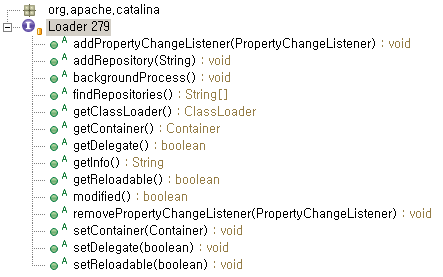 org.apache.catalina
I Loader 279
A addPropertyChangeListener(PropertyChangeListener) : void
A addRepository(String) : void
A backgroundProcess() : void
A findRepositories() : String[]
A getClassLoader() : ClassLoader
A getContainer() : Container
A getDelegate() : boolean
A getInfo() : String
A getReloadable() : boolean
A modified() : boolean
A removePropertyChangeListener(PropertyChangeListener) : void
A setContainer(Container) : void
A setDelegate(boolean) : void
A setReloadable(boolean) : void